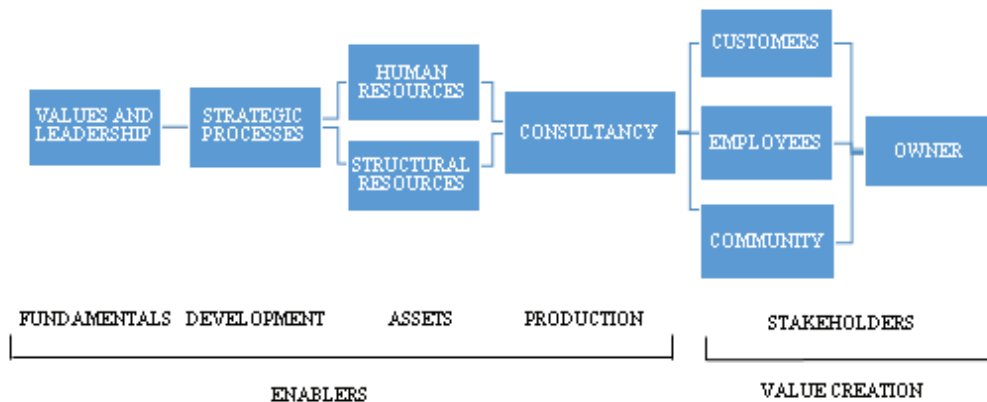 VALUES AND
LEADERSHIP
STRATEGIC
PROCESSES
HUMAN
RESOURCES
STRUCTURAL
RESOURCES
CONSULTANCY
CUSTOMERS
EMPLOYEES
COMMUNITY
OWNER
FUNDAMENTALS
DEVELOPMENT
ASSETS
PRODUCTION
STAKEHOLDERS
ENABLERS
VALUE CREATION